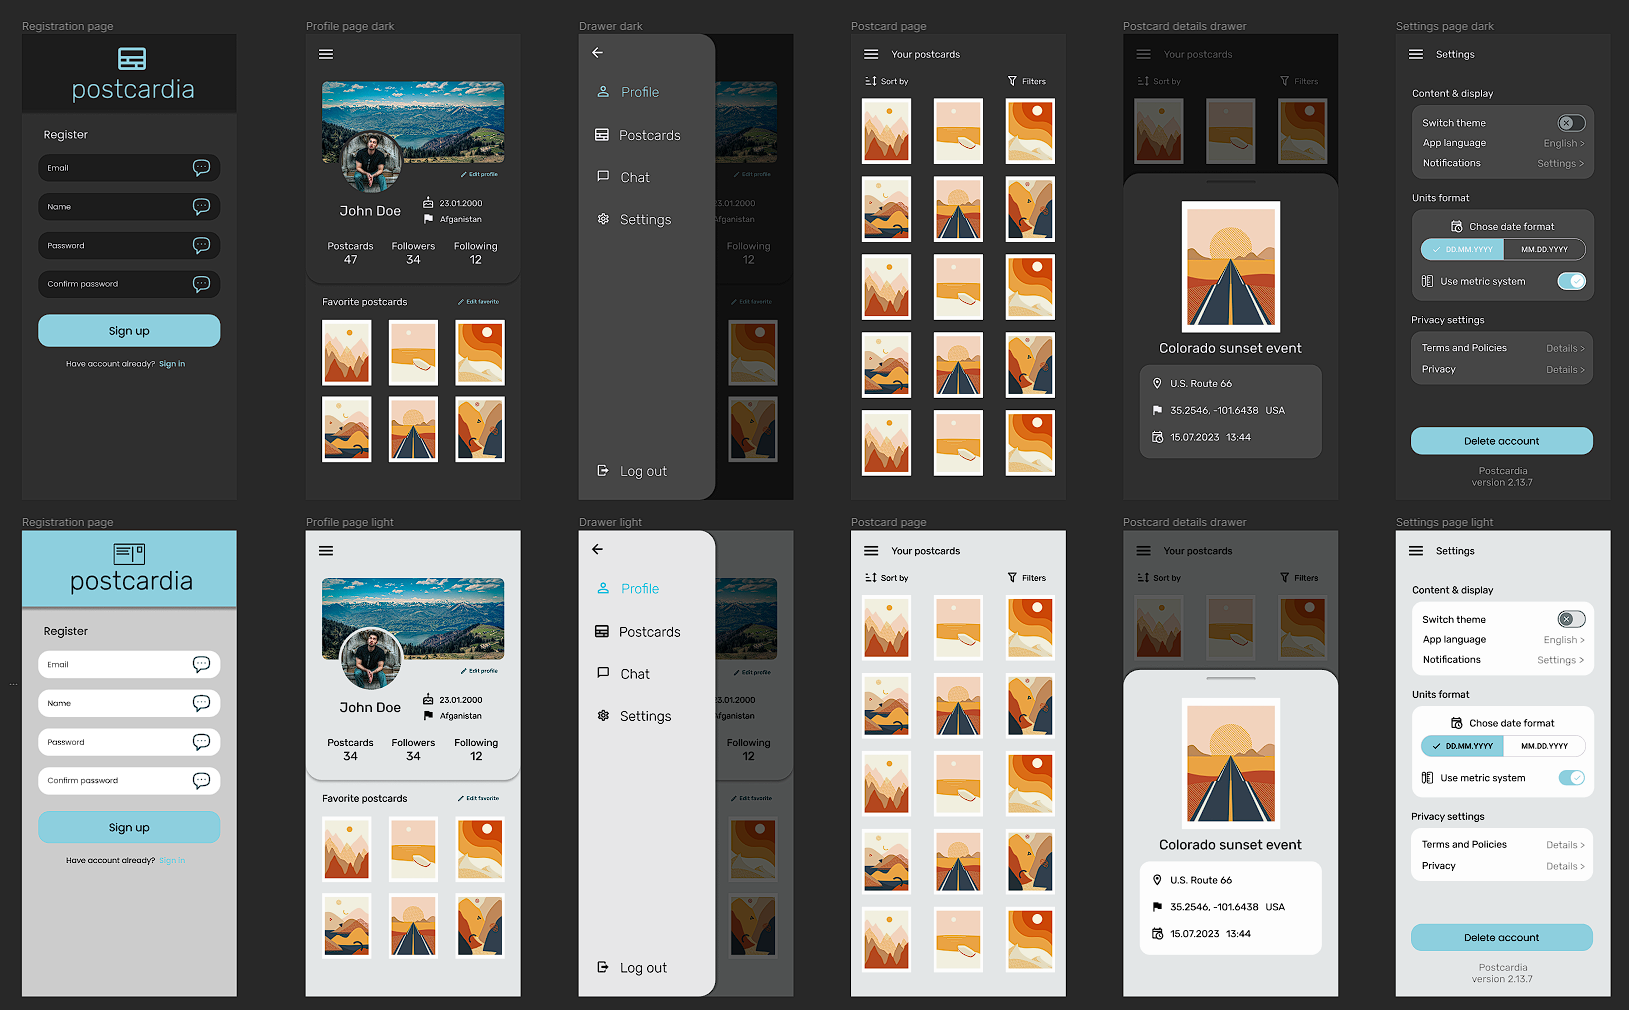 Registration page
postcardia
Register
Email
Name
Password
Confirm password
Sign up
Have account already? Sign in
Profile page dark
Edit profile
John Doe
23.01.2000
Afganistan
Postcards Followers Following
47 34 12
Favorite postcards Edit favorite
Drawer dark
Profile
Postcards
Chat
Settings
Log out
Edit profile
23.01.2000
Afganistan
Following
12
Edit favorite
Postcard page
Your postcards
Sort by Filters
Postcard details drawer
Your postcards
Sort by Filters
Colorado sunset event
U.S. Route 66
35.2546, -101.6438 USA
15.07.2023 13:44
Settings page dark
Settings
Content & display
Switch theme
App language English >
Notifications Settings >
Units format
Chose date format
DD.MM.YYYY MM.DD.YYYY
Use metric system
Privacy settings
Terms and Policies Details >
Privacy Details >
Delete account
Postcardia
version 2.13.7
Registration page
postcardia
Register
Email
Name
Password
Confirm password
Sign up
Have account already? Sign in
Profile page light
Edit profile
John Doe
23.01.2000
Afganistan
Postcards Followers Following
34 34 12
Favorite postcards Edit favorite
Drawer light
Profile
Postcards
Chat
Settings
Log out
Edit profile
23.01.2000
Afganistan
Following
12
Edit favorite
Postcard page
Your postcards
Sort by Filters
Postcard details drawer
Your postcards
Sort by Filters
Colorado sunset event
U.S. Route 66
35.2546, -101.6438 USA
15.07.2023 13:44
Settings page light
Settings
Content & display
Switch theme
App language English >
Notifications Settings >
Units format
Chose date format
DD.MM.YYYY MM.DD.YYYY
Use metric system
Privacy settings
Terms and Policies Details >
Privacy Details >
Delete account
Postcardia
version 2.13.7